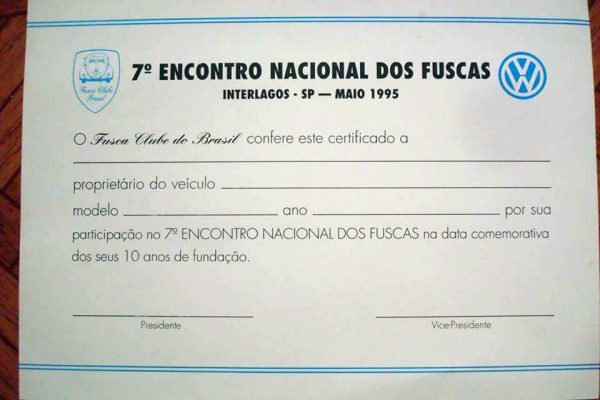 7º ENCONTRO NACIONAL DOS FUSCAS
INTERLAGOS - SP — MAIO 1995
Fusca Clube
Brasil
O Fusca Clube do Brasil confere este certificado a
proprietário do veículo
modelo ano por sua
participação no 7º ENCONTRO NACIONAL DOS FUSCAS na data comemorativa
dos seus 10 anos de fundação.
Presidente Vice-Presidente